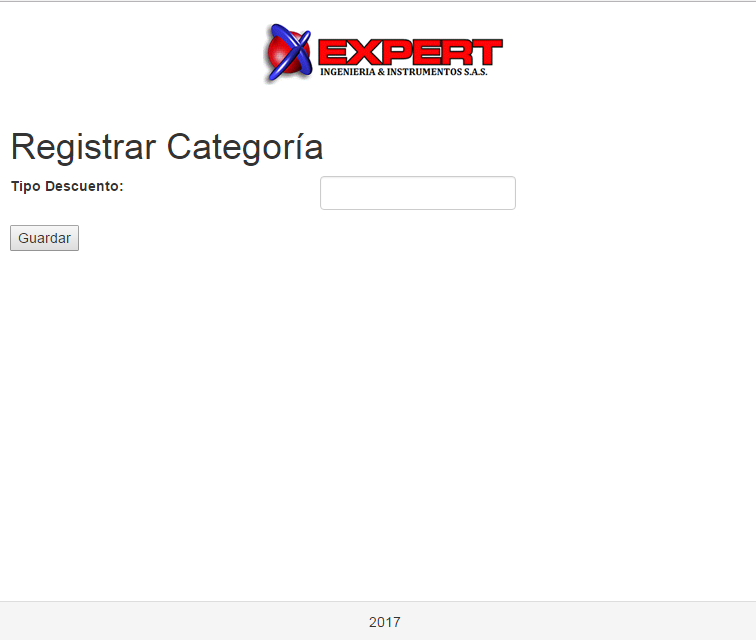 EXPERT
INGENIERIA & INSTRUMENTOS S.A.S.
Registrar Categoría
Tipo Descuento:
Guardar
2017